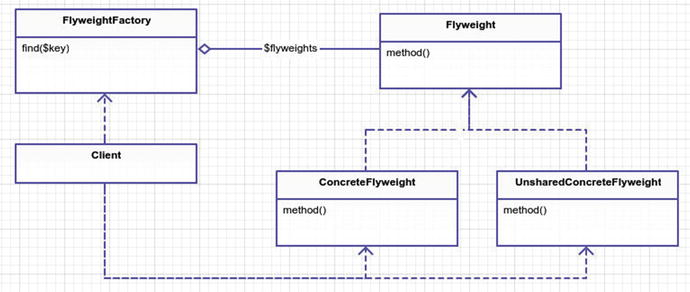 FlyweightFactory
find($key)
$flyweights
Flyweight
method()
Client
ConcreteFlyweight
method()
UnsharedConcreteFlyweight
method()